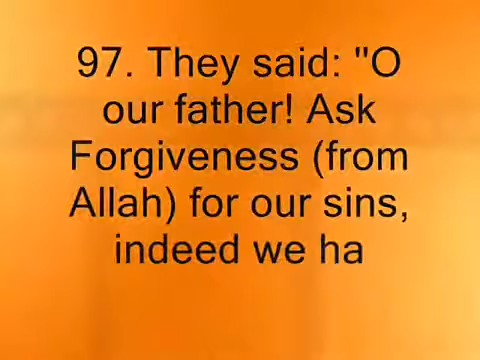 97. They said: "O
our father! Ask
Forgiveness (from
Allah) for our sins,
indeed we ha